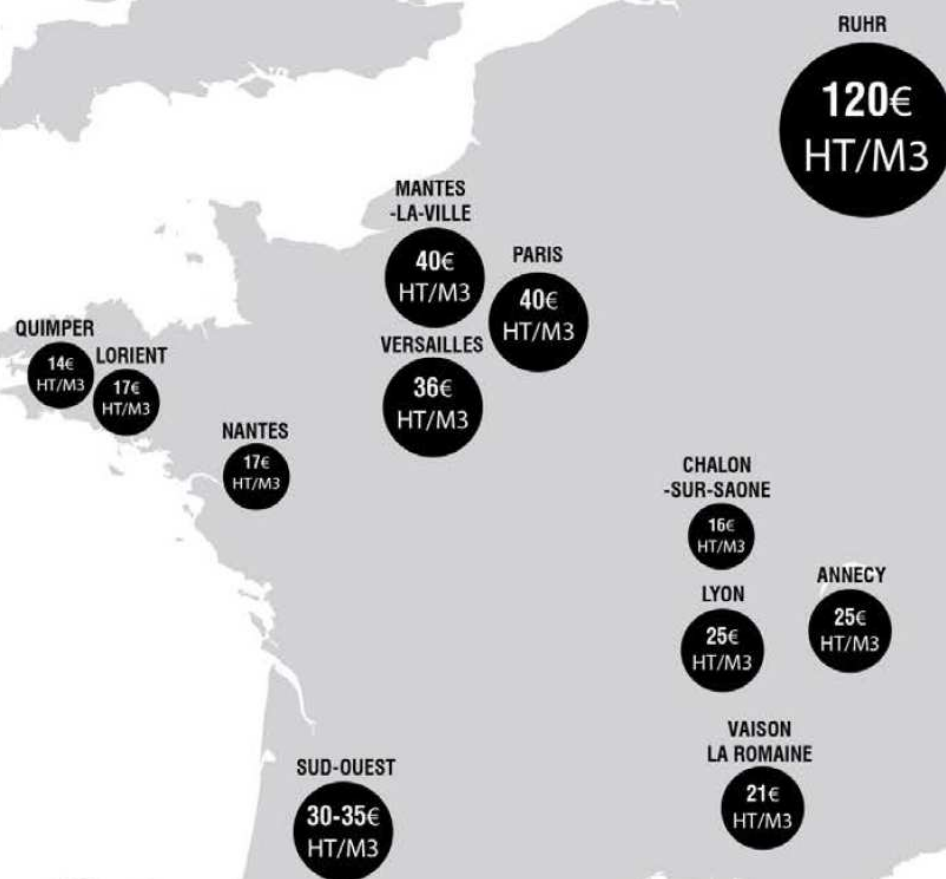 RUHR
120€
HT/M3
MANTES
-LA-VILLE
40€
HT/M3
PARIS
40€
HT/M3
VERSAILLES
36€
HT/M3
QUIMPER
14€
HT/M3
LORIENT
17€
HT/M3
NANTES
17€
HT/M3
CHALON
-SUR-SAONE
16€
HT/M3
LYON
25€
HT/M3
ANNECY
25€
HT/M3
VAISON
LA ROMAINE
21€
HT/M3
SUD-OUEST
30-35€
HT/M3